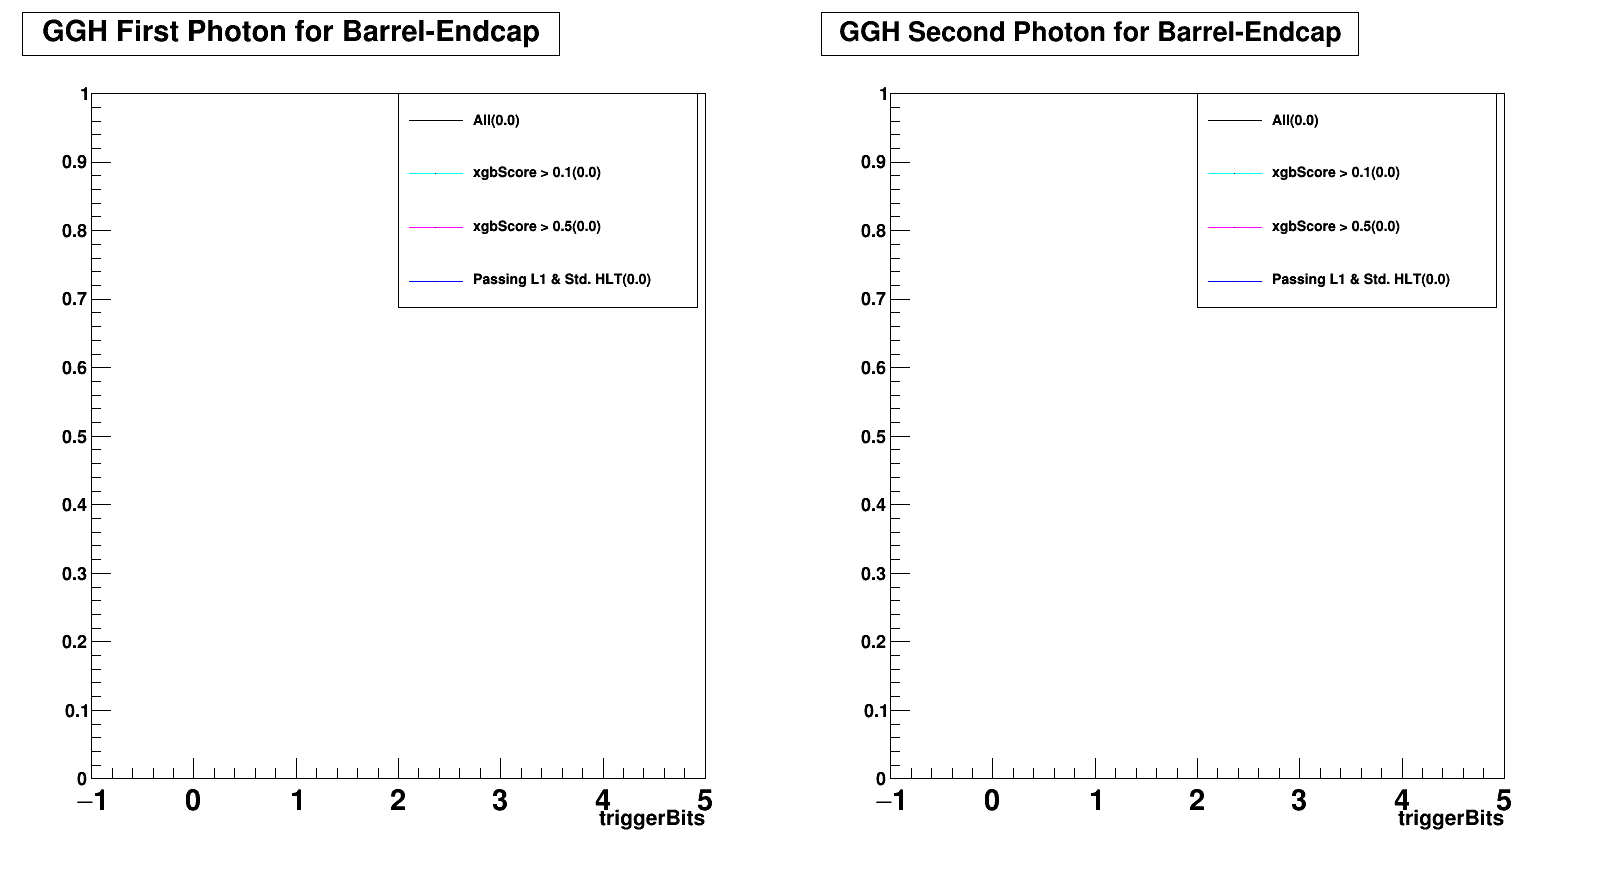 GGH First Photon for Barrel-Endcap
1
0.9
0.8
0.7
0.6
0.5
0.4
0.3
0.2
0.1
0
All(0.0)
xgbScore > 0.1(0.0)
xgbScore > 0.5(0.0)
Passing L1 & Std. HLT(0.0)
−1 0 1 2 3 4 5
triggerBits
GGH Second Photon for Barrel-Endcap
1
0.9
0.8
0.7
0.6
0.5
0.4
0.3
0.2
0.1
0
All(0.0)
xgbScore > 0.1(0.0)
xgbScore > 0.5(0.0)
Passing L1 & Std. HLT(0.0)
−1 0 1 2 3 4 5
triggerBits